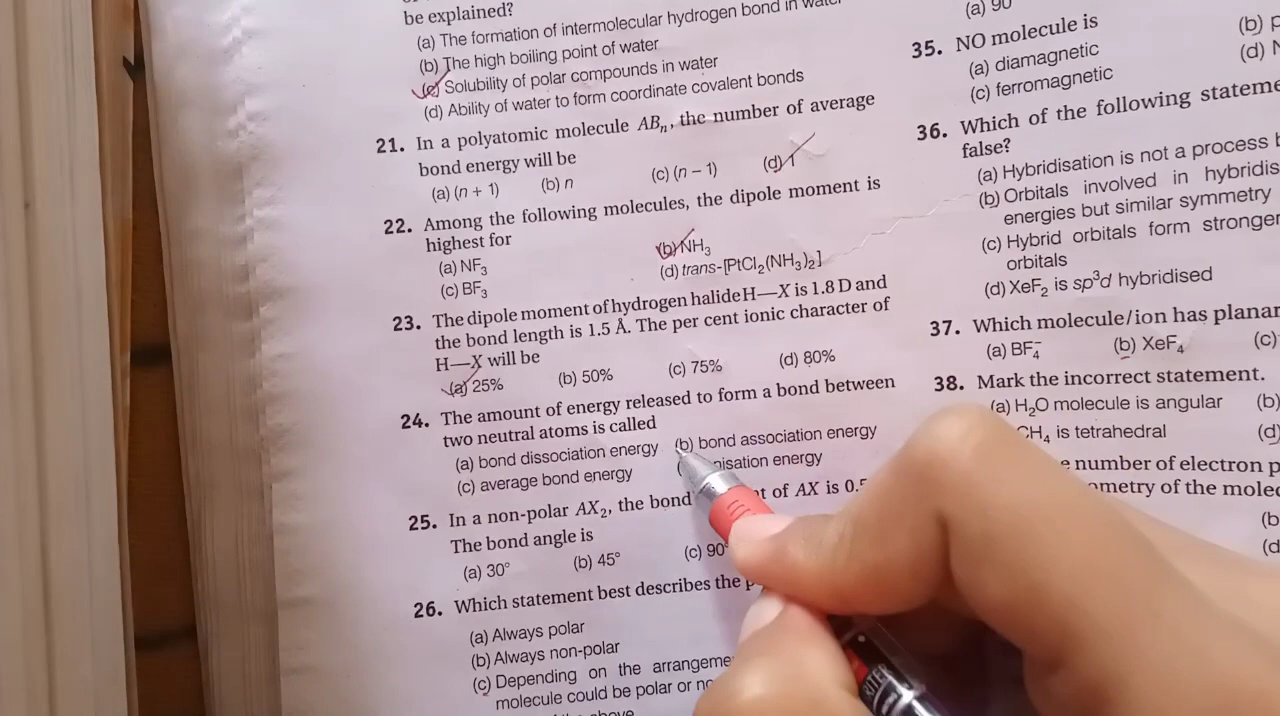 be explained?
(a) The formation of intermolecular hydrogen bond in water
(b) The high boiling point of water
(c) Solubility of polar compounds in water
(d) Ability of water to form coordinate covalent bonds
21. In a polyatomic molecule ABₙ, the number of average
bond energy will be
(a) (n + 1) (b) n (c) (n – 1) (d) 1
22. Among the following molecules, the dipole moment is
highest for
(a) NF₃ (b) NH₃
(c) BF₃ (d) trans-[PtCl₂(NH₃)₂]
23. The dipole moment of hydrogen halide H—X is 1.8 D and
the bond length is 1.5 Å. The per cent ionic character of
H—X will be
(a) 25% (b) 50% (c) 75% (d) 80%
24. The amount of energy released to form a bond between
two neutral atoms is called
(a) bond dissociation energy (b) bond association energy
(c) average bond energy
25. In a non-polar AX₂, the bond of AX is
The bond angle is
(a) 30° (b) 45° (c) 90°
26. Which statement best describes the
(a) Always polar
(b) Always non-polar
(c) Depending on the
molecule could be polar or
above
(a) 90
35. NO molecule is
(a) diamagnetic (b)
(c) ferromagnetic (d)
36. Which of the following
false?
(a) Hybridisation is not a process
(b) Orbitals involved in
energies but similar symmetry
(c) Hybrid orbitals form stronger
orbitals
(d) XeF₂ is sp³d hybridised
37. Which molecule/ion has
(a) BF₄⁻ (b) XeF₄ (c)
38. Mark the incorrect statement.
(a) H₂O molecule is angular (b)
CH₄ is tetrahedral (d)
number of electron
of the
(b
(d